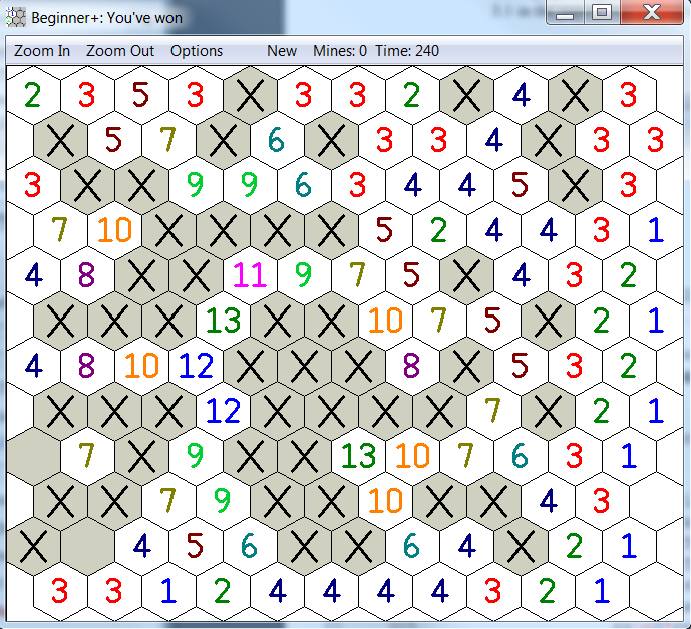 Beginner+: You've won
Zoom In Zoom Out Options New Mines: 0 Time: 240
2 3 5 3 X 3 3 2 X 4 X 3
X 5 7 X 6 X 3 3 4 X 3 3
3 X X 9 9 6 3 4 4 5 X 3
7 10 X X X X 5 2 4 4 3 1
4 8 X X 11 9 7 5 X 4 3 2
X X X 13 X X 10 7 5 X 2 1
4 8 10 12 X X X 8 X 5 3 2
X X X 12 X X X X 7 X 2 1
7 X 9 X X 13 10 7 6 3 1
X X 7 9 X X 10 X X 4 3
X 4 5 6 X X 6 4 X 2 1
3 3 1 2 4 4 4 4 3 2 1